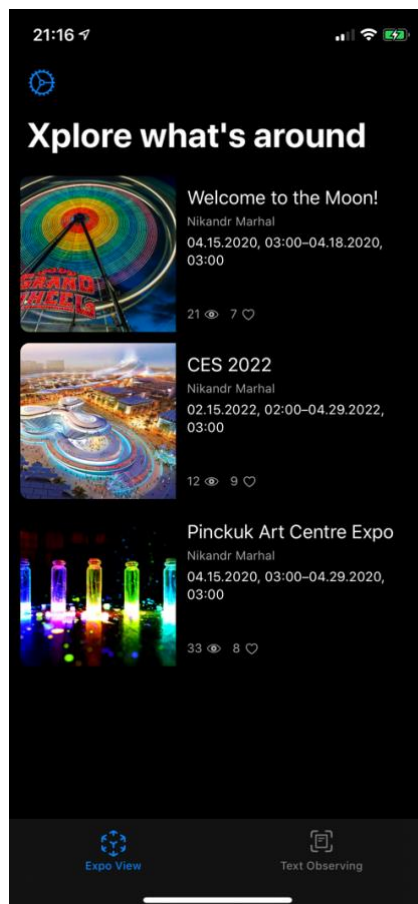 21:16
Xplore what's around
GRAND
WHEELS
Welcome to the Moon!
Nikandr Marhal
04.15.2020, 03:00–04.18.2020,
03:00
21 7
CES 2022
Nikandr Marhal
02.15.2022, 02:00–04.29.2022,
03:00
12 9
Pinckuk Art Centre Expo
Nikandr Marhal
04.15.2020, 03:00–04.29.2020,
03:00
33 8
Expo View
Text Observing